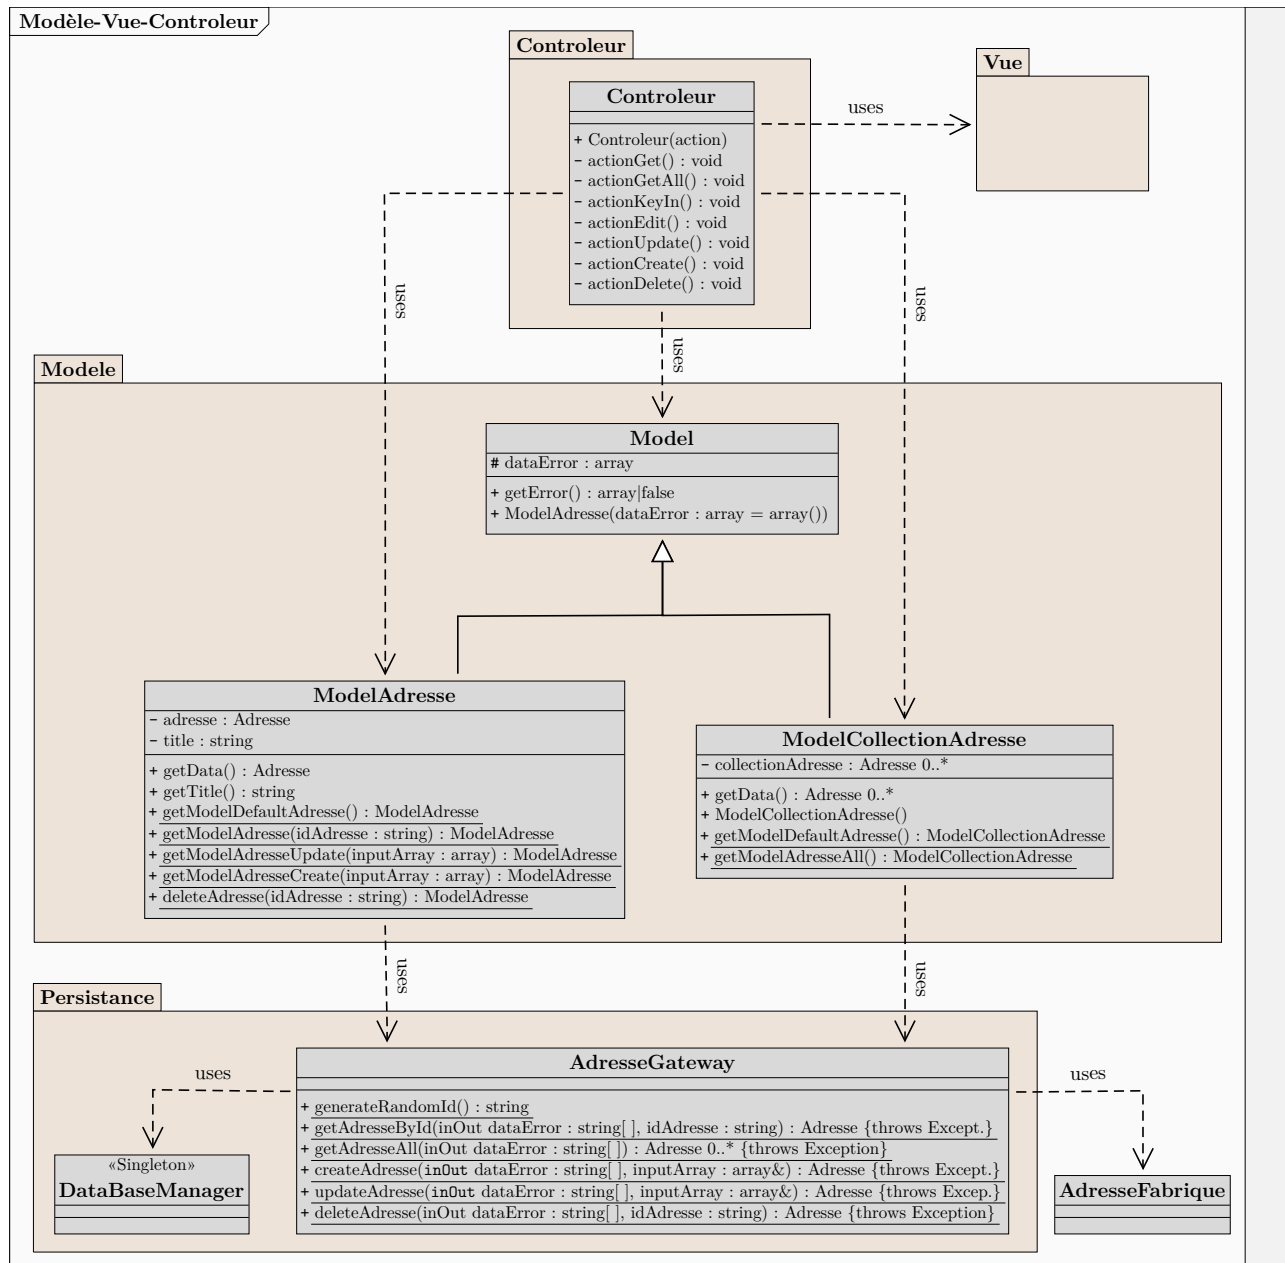 Modèle-Vue-Controleur
Controleur
Vue
Controleur
+ Controleur(action)
- actionGet() : void
- actionGetAll() : void
- actionKeyIn() : void
- actionEdit() : void
- actionUpdate() : void
- actionCreate() : void
- actionDelete() : void
uses
uses
uses
uses
Modele
Model
# dataError : array
+ getError() : array|false
+ ModelAdresse(dataError : array = array())
ModelAdresse
- adresse : Adresse
- title : string
+ getData() : Adresse
+ getTitle() : string
+ getModelDefaultAdresse() : ModelAdresse
+ getModelAdresse(idAdresse : string) : ModelAdresse
+ getModelAdresseUpdate(inputArray : array) : ModelAdresse
+ getModelAdresseCreate(inputArray : array) : ModelAdresse
+ deleteAdresse(idAdresse : string) : ModelAdresse
ModelCollectionAdresse
- collectionAdresse : Adresse 0..*
+ getData() : Adresse 0..*
+ ModelCollectionAdresse()
+ getModelDefaultAdresse() : ModelCollectionAdresse
+ getModelAdresseAll() : ModelCollectionAdresse
uses
uses
Persistance
AdresseGateway
+ generateRandomId() : string
+ getAdresseById(inOut dataError : string[ ], idAdresse : string) : Adresse {throws Except.}
+ getAdresseAll(inOut dataError : string[ ]) : Adresse 0..* {throws Exception}
+ createAdresse(inOut dataError : string[ ], inputArray : array&) : Adresse {throws Except.}
+ updateAdresse(inOut dataError : string[ ], inputArray : array&) : Adresse {throws Excep.}
+ deleteAdresse(inOut dataError : string[ ], idAdresse : string) : Adresse {throws Exception}
uses
uses
«Singleton»
DataBaseManager
AdresseFabrique